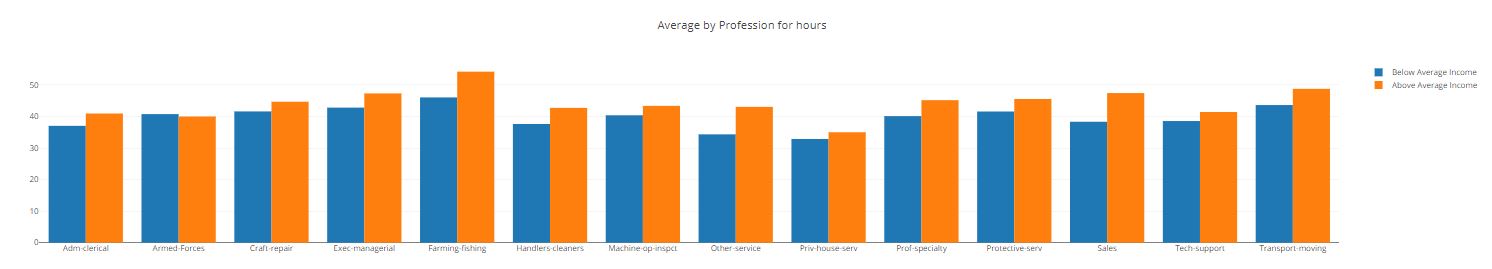 Average by Profession for hours
Below Average Income
Above Average Income
50
40
30
20
10
0
Adm-clerical Armed-Forces Craft-repair Exec-managerial Farming-fishing Handlers-cleaners Machine-op-inspct Other-service Priv-house-serv Prof-specialty Protective-serv Sales Tech-support Transport-moving